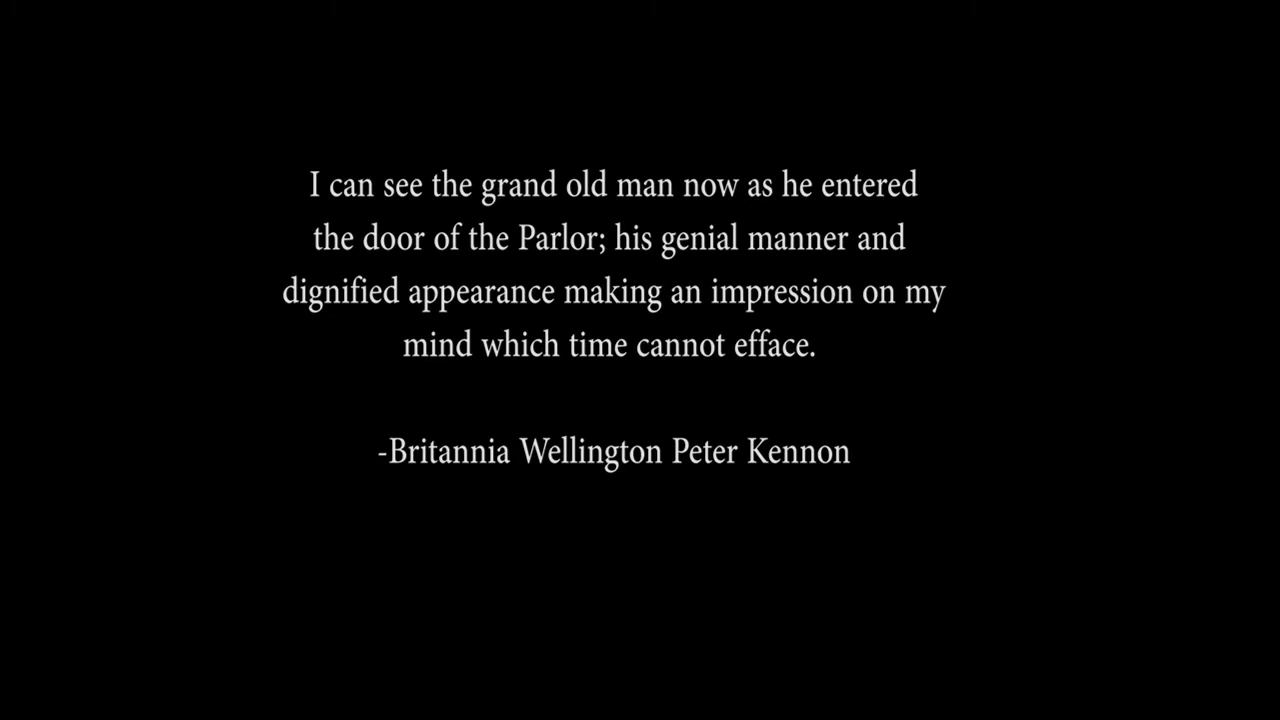 I can see the grand old man now as he entered
the door of the Parlor; his genial manner and
dignified appearance making an impression on my
mind which time cannot efface.
-Britannia Wellington Peter Kennon